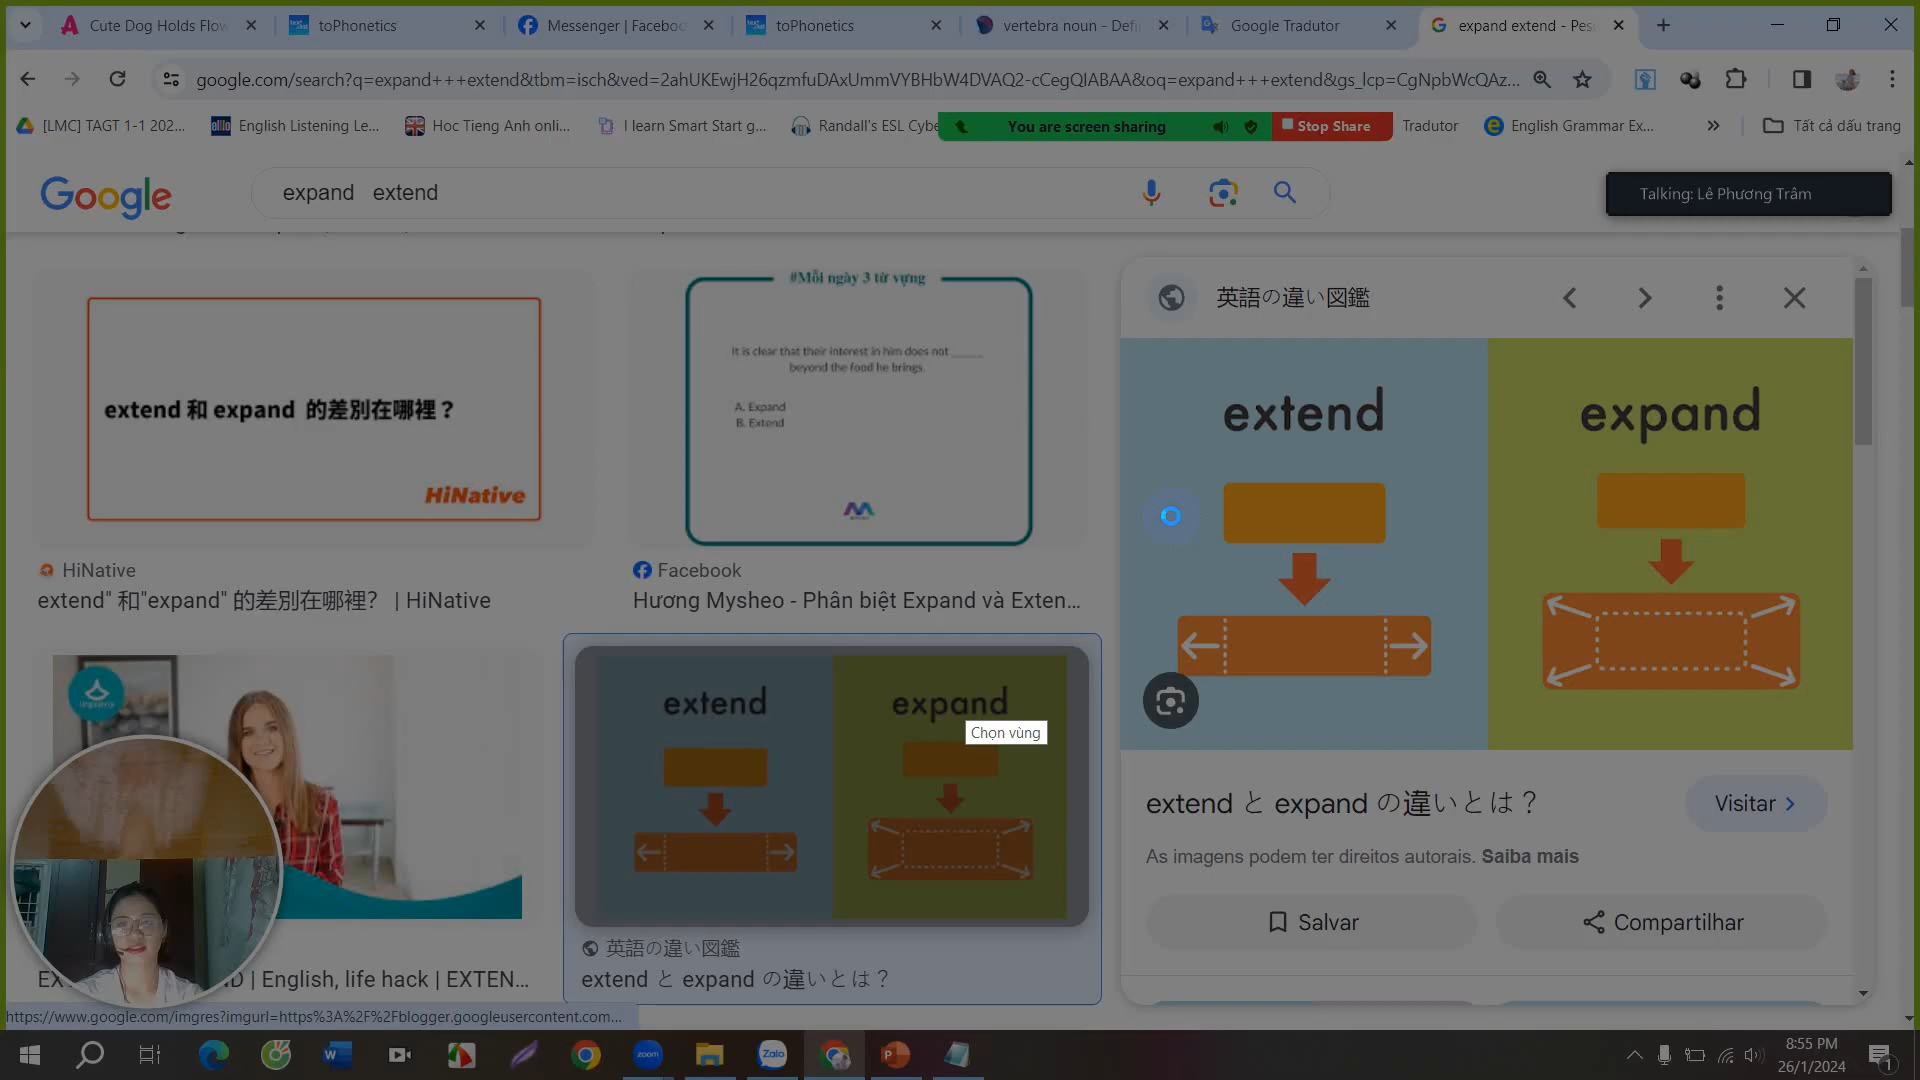 Cute Dog Holds Flow
toPhonetics
Messenger | Faceboo
toPhonetics
vertebra noun - Defi
Google Tradutor
expand extend - Pes
google.com/search?q=expand+++extend&tbm=isch&ved=2ahUKEwjH26qzmfuDAxUmmVYBHbW4DVAQ2-cCegQIABAA&oq=expand+++extend&gs_lcp=CgNpbWcQAz...
[LMC] TAGT 1-1 202...
English Listening Le...
Hoc Tieng Anh onli...
I learn Smart Start g...
Randall's ESL Cybe
You are screen sharing
Stop Share
Tradutor
English Grammar Ex...
Tất cả dấu trang
Google
expand extend
Talking: Lê Phương Trâm
extend 和 expand 的差別在哪裡？
HiNative
HiNative
extend" 和"expand" 的差別在哪裡？ | HiNative
#Mỗi ngày 3 từ vựng
It is clear that their interest in him does not ______
beyond the food he brings.
A. Expand
B. Extend
Facebook
Hương Mysheo - Phân biệt Expand và Exten...
EX
D | English, life hack | EXTEN...
extend
expand
Chọn vùng
英語の違い図鑑
extend と expand の違いとは？
英語の違い図鑑
extend
expand
extend と expand の違いとは？
Visitar
As imagens podem ter direitos autorais. Saiba mais
Salvar
Compartilhar
https://www.google.com/imgres?imgurl=https%3A%2F%2Fblogger.googleusercontent.com...
zoom
Zalo
8:55 PM
26/1/2024
1